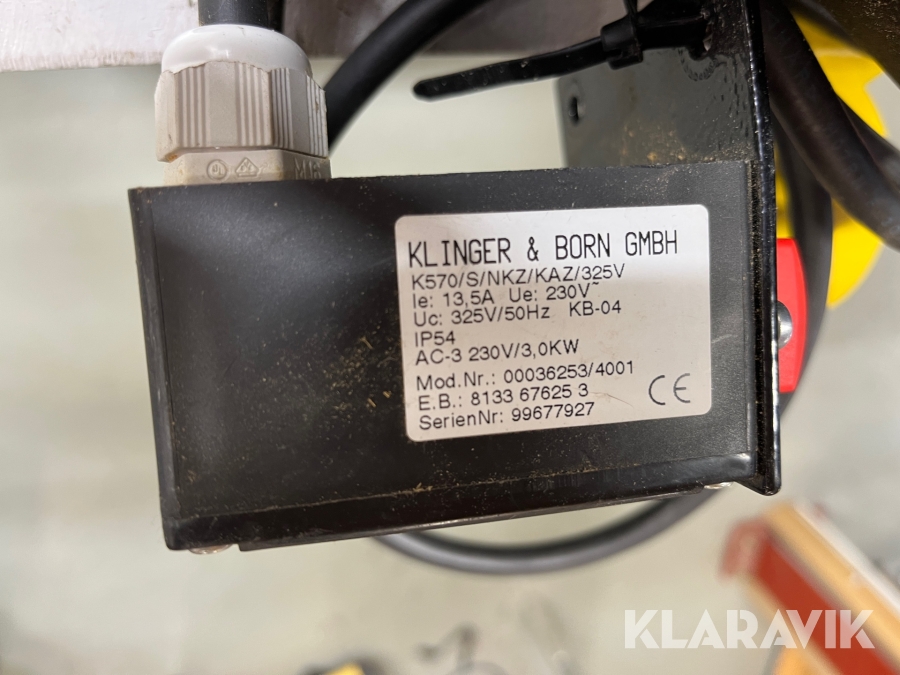 KLINGER & BORN GMBH
K570/S/NKZ/KAZ/325V
Ie: 13,5A Ue: 230V~
Uc: 325V/50Hz KB-04
IP54
AC-3 230V/3,0KW
Mod.Nr.: 00036253/4001
E.B.: 8133 67625 3
SerienNr: 99677927
CE
KLARAVIK